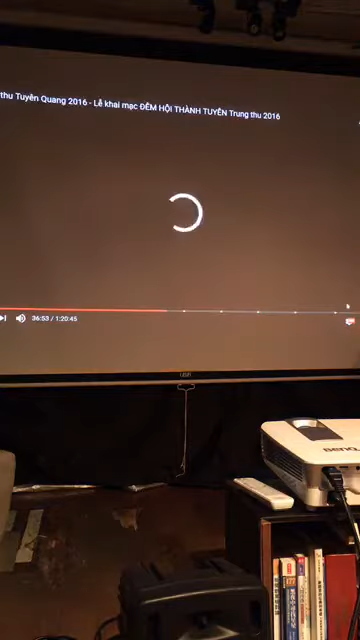 thu Tuyên Quang 2016 - Lễ khai mạc ĐÊM HỘI THÀNH TUYÊN Trung thu 2016
36:53 / 1:20:45
BenQ